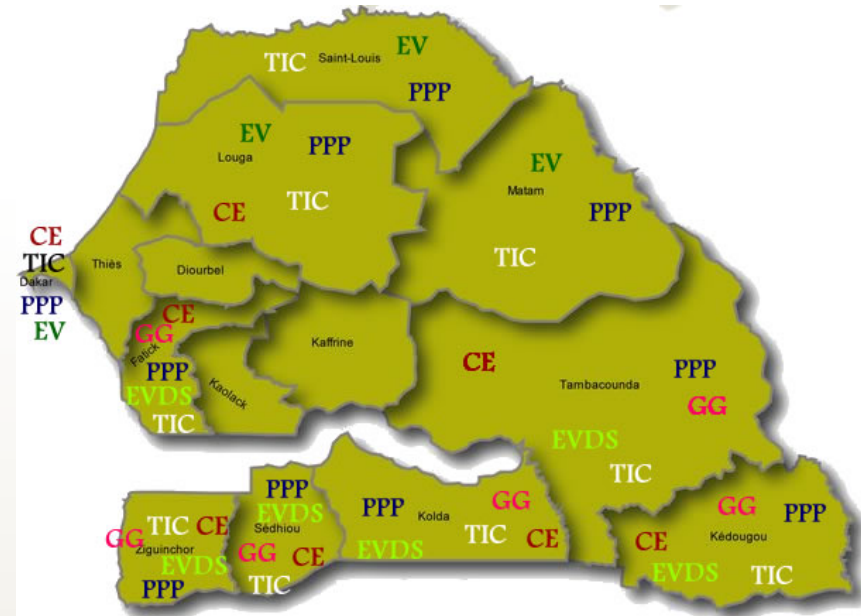 EV
TIC Saint-Louis
PPP
EV PPP
Louga
EV
Matam
CE TIC PPP
TIC
CE
TIC
Dakar Thiès Diourbel
PPP
EV
CE
GG
Fatick
PPP
EVDS
TIC
Kaolack
Kaffrine
CE
Tambacounda
PPP
GG
EVDS
TIC
TIC CE
GG
Ziguinchor
EVDS
PPP
PPP
EVDS
Sédhiou
GG CE
TIC
PPP Kolda GG
TIC CE
EVDS
GG PPP
CE Kédougou
EVDS TIC